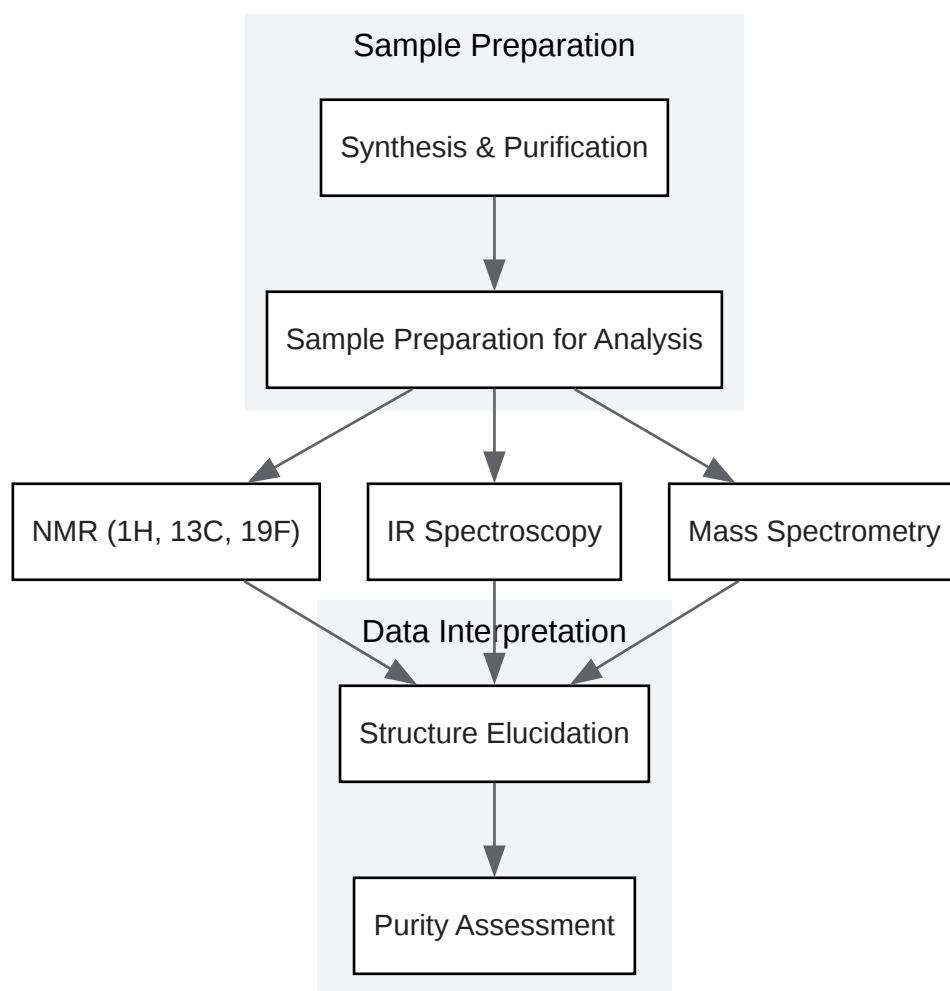 Sample Preparation
Synthesis & Purification
Sample Preparation for Analysis
NMR (1H, 13C, 19F)
IR Spectroscopy
Mass Spectrometry
Data Interpretation
Structure Elucidation
Purity Assessment